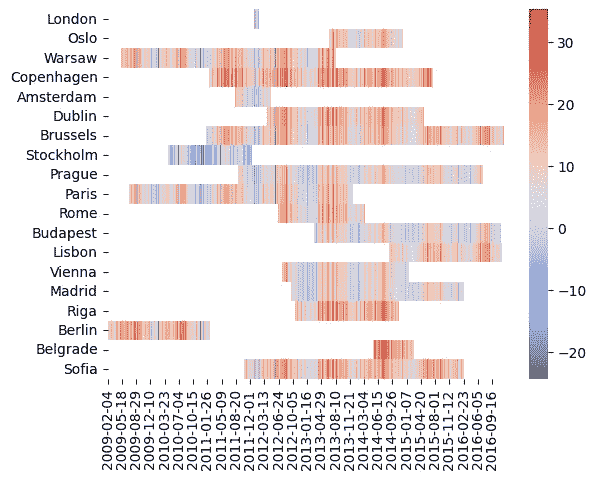 London
Oslo
Warsaw
Copenhagen
Amsterdam
Dublin
Brussels
Stockholm
Prague
Paris
Rome
Budapest
Lisbon
Vienna
Madrid
Riga
Berlin
Belgrade
Sofia
2009-02-04
2009-05-18
2009-08-29
2009-12-10
2010-03-23
2010-07-04
2010-10-15
2011-01-26
2011-05-09
2011-08-20
2011-12-01
2012-03-13
2012-06-24
2012-10-05
2013-01-16
2013-04-29
2013-08-10
2013-11-21
2014-03-04
2014-06-15
2014-09-26
2015-01-07
2015-04-20
2015-08-01
2015-11-12
2016-02-23
2016-06-05
2016-09-16
30
20
10
0
−10
−20